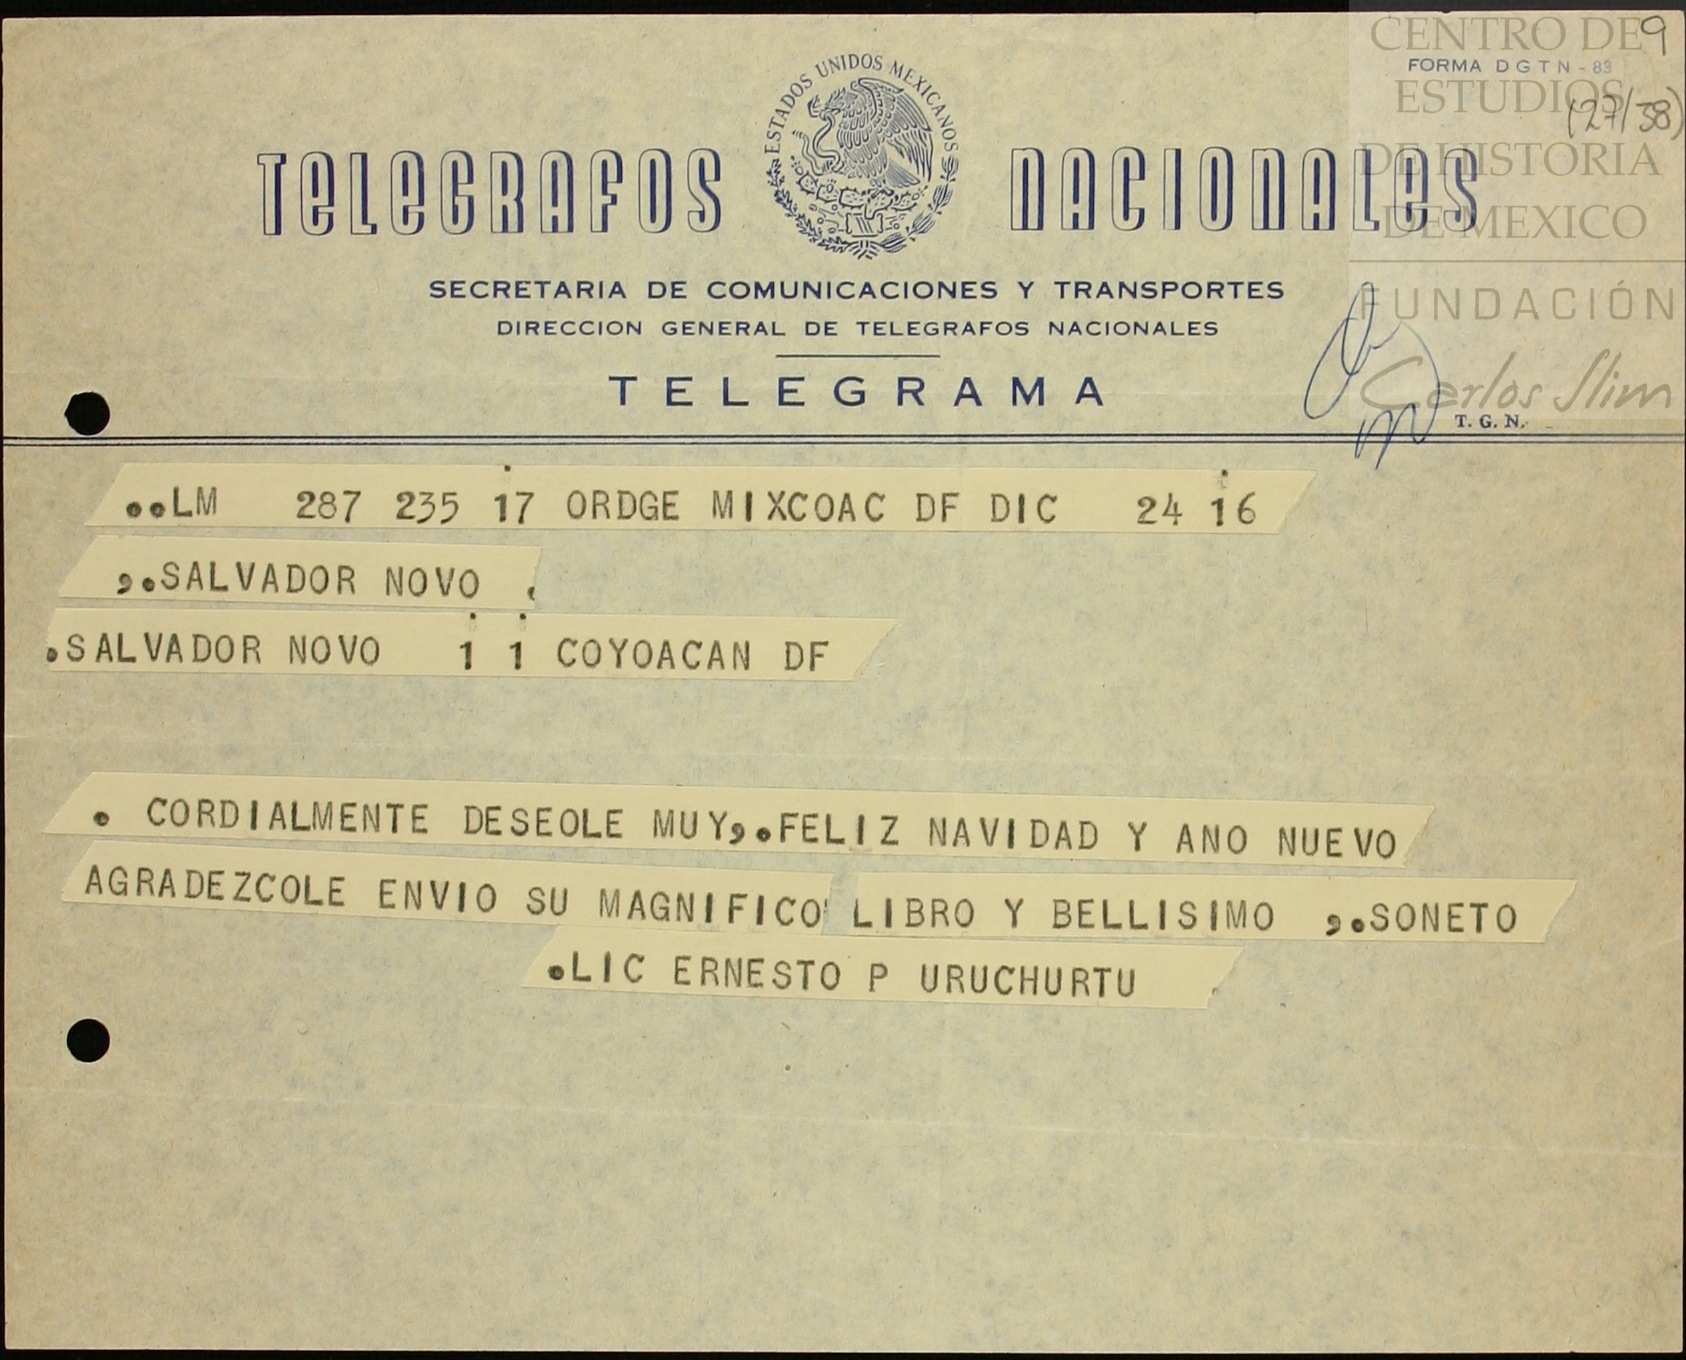 CENTRO DE
ESTUDIOS
DE HISTORIA
DE MEXICO
FUNDACIÓN
Carlos Slim
9
FORMA DGTN-83
(27/38)
ESTADOS UNIDOS MEXICANOS
TELEGRAFOS NACIONALES
SECRETARIA DE COMUNICACIONES Y TRANSPORTES
DIRECCION GENERAL DE TELEGRAFOS NACIONALES
TELEGRAMA
T. G. N.
..LM 287 235 17 ORDGE MIXCOAC DF DIC 24 16
,.SALVADOR NOVO .
.SALVADOR NOVO 1 1 COYOACAN DF
. CORDIALMENTE DESEOLE MUY,.FELIZ NAVIDAD Y ANO NUEVO
AGRADEZCOLE ENVIO SU MAGNIFICO LIBRO Y BELLISIMO ,.SONETO
.LIC ERNESTO P URUCHURTU